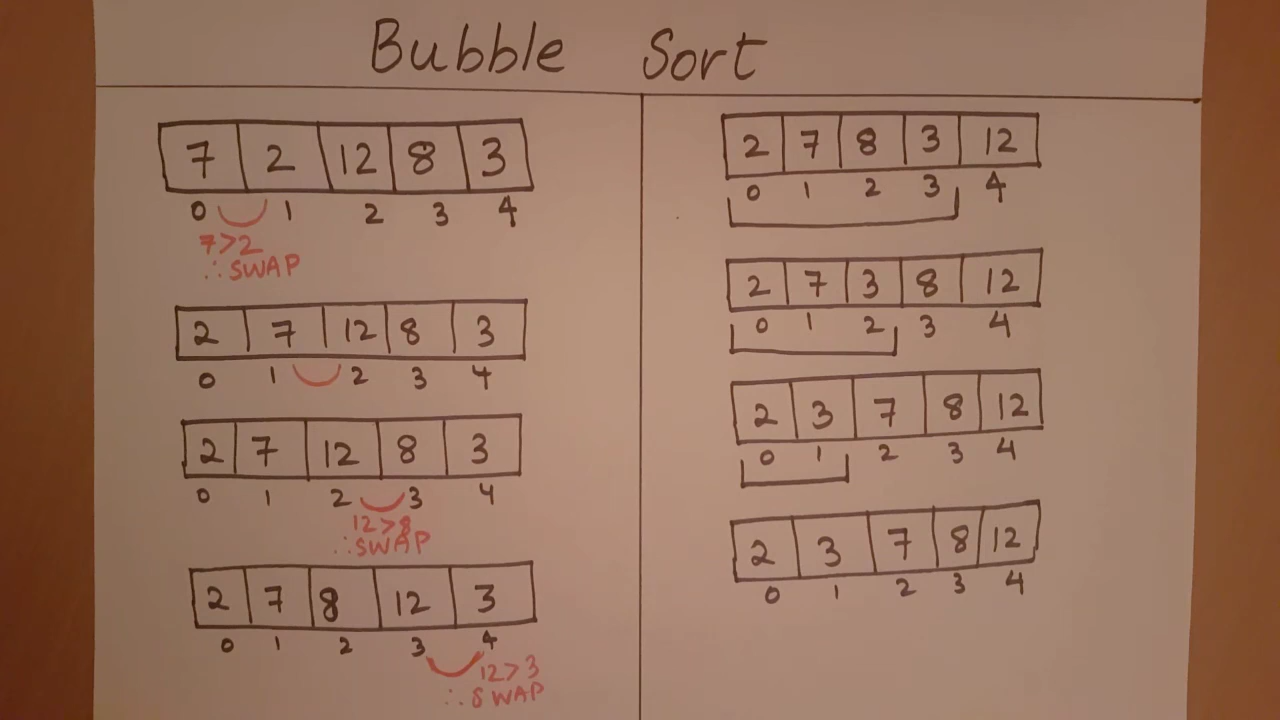 Bubble Sort
7 2 12 8 3
0 1 2 3 4
7>2
∴ SWAP
2 7 12 8 3
0 1 2 3 4
2 7 12 8 3
0 1 2 3 4
12>8
∴ SWAP
2 7 8 12 3
0 1 2 3 4
12>3
∴ SWAP
2 7 8 3 12
0 1 2 3 4
2 7 3 8 12
0 1 2 3 4
2 3 7 8 12
0 1 2 3 4
2 3 7 8 12
0 1 2 3 4